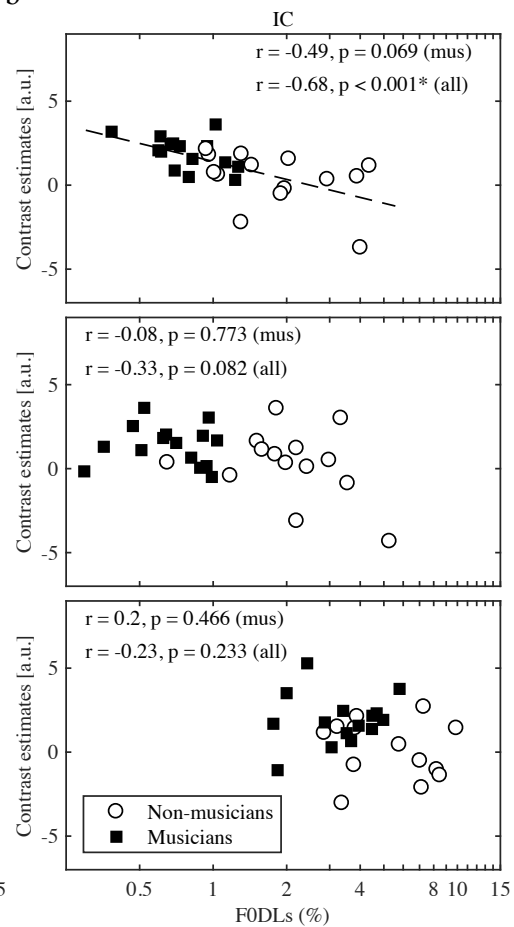 IC
r = -0.49, p = 0.069 (mus)
r = -0.68, p < 0.001* (all)
Contrast estimates [a.u.]
5
0
-5
r = -0.08, p = 0.773 (mus)
r = -0.33, p = 0.082 (all)
Contrast estimates [a.u.]
5
0
-5
r = 0.2, p = 0.466 (mus)
r = -0.23, p = 0.233 (all)
Contrast estimates [a.u.]
5
0
-5
Non-musicians
Musicians
5 0.5 1 2 4 8 10 15
F0DLs (%)